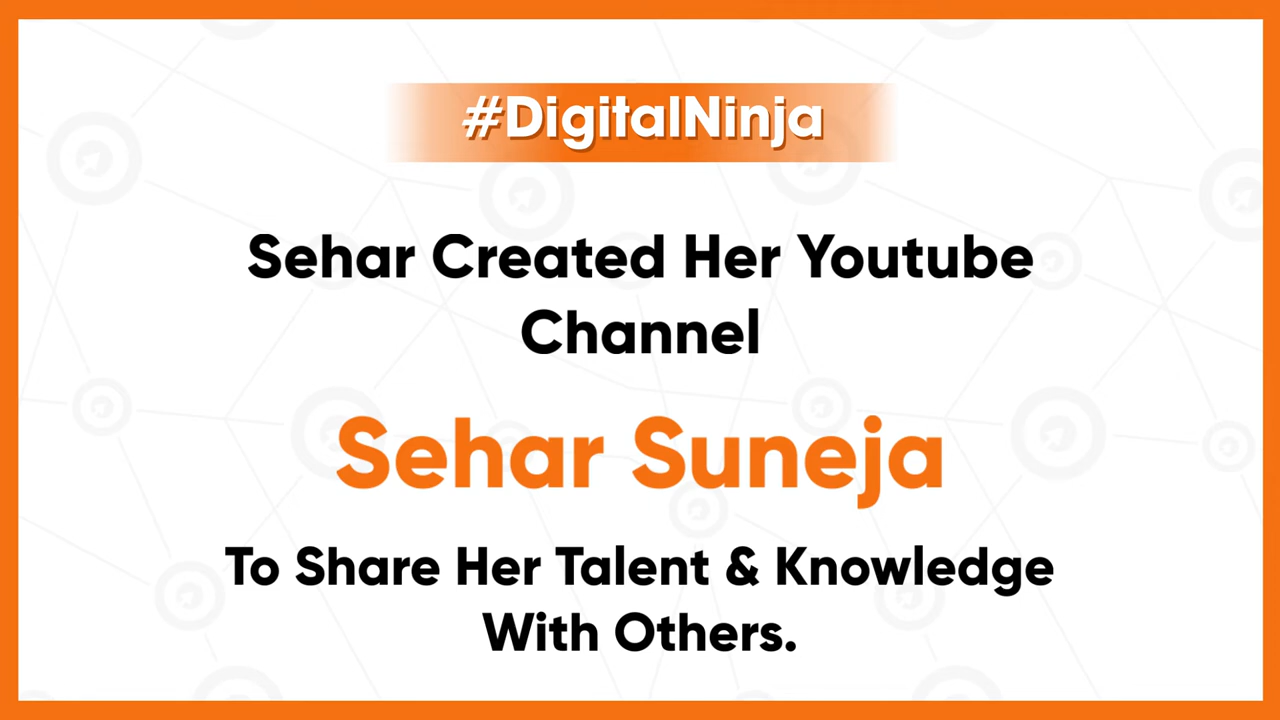 #DigitalNinja
Sehar Created Her Youtube
Channel
Sehar Suneja
To Share Her Talent & Knowledge
With Others.